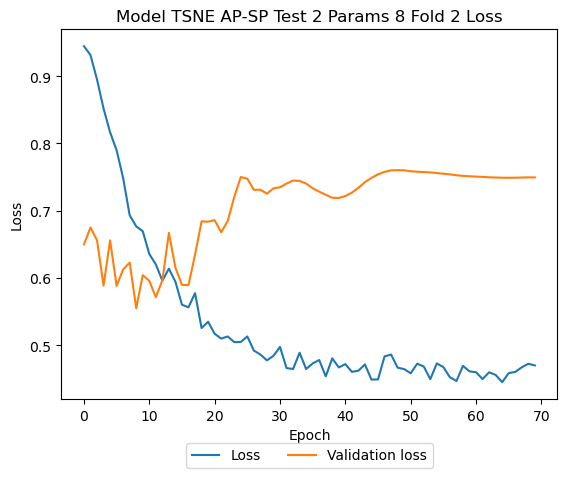 Model TSNE AP-SP Test 2 Params 8 Fold 2 Loss
0.9
0.8
0.7
0.6
0.5
Loss
0 10 20 30 40 50 60 70
Epoch
Loss Validation loss